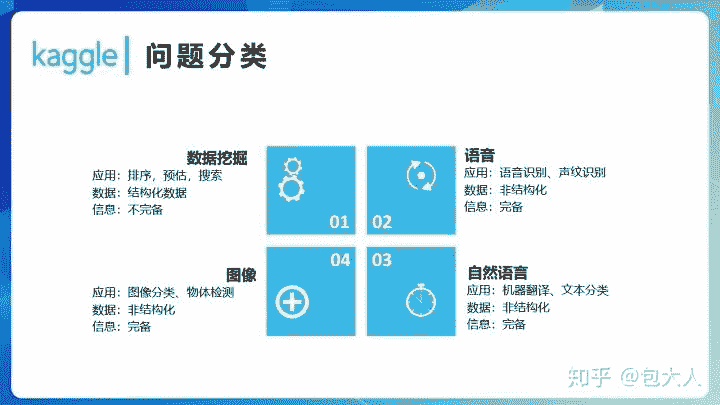 kaggle 问题分类
数据挖掘
应用：排序，预估，搜索
数据：结构化数据
信息：不完备
01
02
语音
应用：语音识别、声纹识别
数据：非结构化
信息：完备
图像
应用：图像分类、物体检测
数据：非结构化
信息：完备
04
03
自然语言
应用：机器翻译、文本分类
数据：非结构化
信息：完备
知乎 @包大人